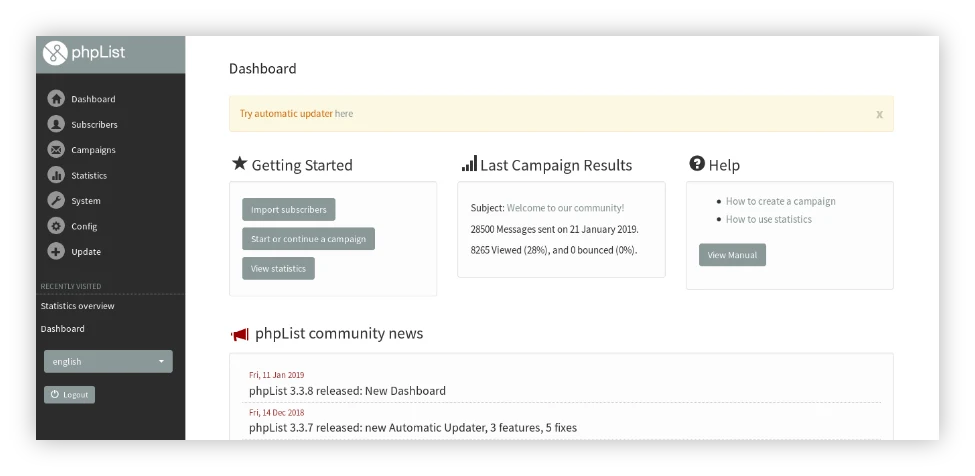 phpList
Dashboard
Subscribers
Campaigns
Statistics
System
Config
Update
RECENTLY VISITED
Statistics overview
Dashboard
english
Logout
Dashboard
Try automatic updater here
x
Getting Started
Import subscribers
Start or continue a campaign
View statistics
Last Campaign Results
Subject: Welcome to our community!
28500 Messages sent on 21 January 2019.
8265 Viewed (28%), and 0 bounced (0%).
Help
How to create a campaign
How to use statistics
View Manual
phpList community news
Fri, 11 Jan 2019
phpList 3.3.8 released: New Dashboard
Fri, 14 Dec 2018
phpList 3.3.7 released: new Automatic Updater, 3 features, 5 fixes